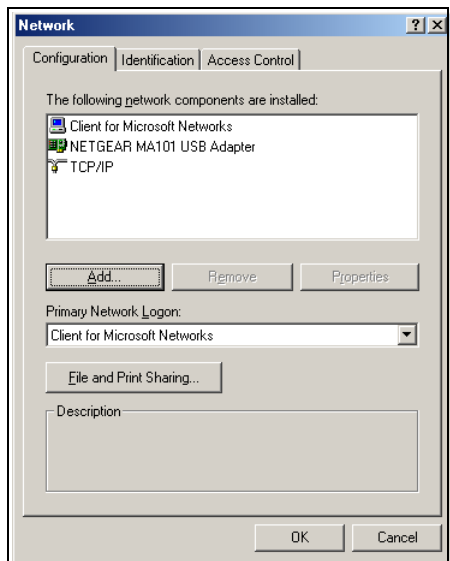 Network
Configuration Identification Access Control
The following network components are installed:
Client for Microsoft Networks
NETGEAR MA101 USB Adapter
TCP/IP
Add... Remove Properties
Primary Network Logon:
Client for Microsoft Networks
File and Print Sharing...
Description
OK Cancel